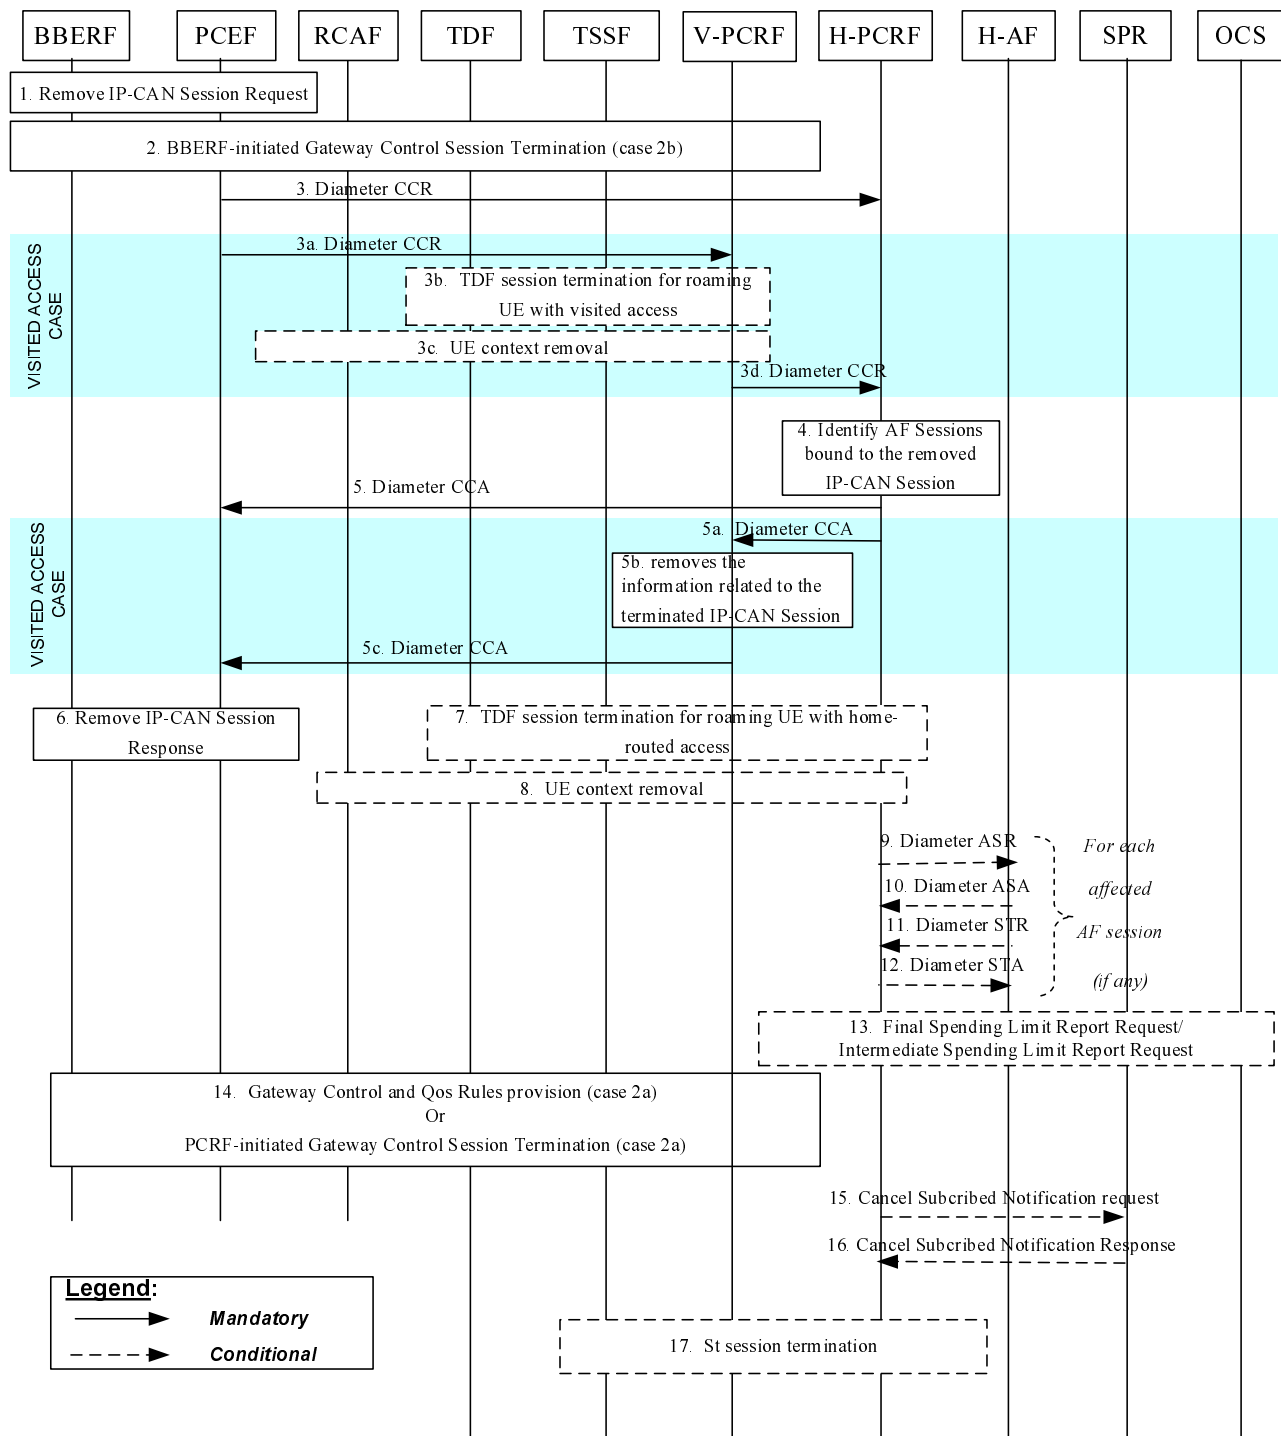 BBERF PCEF RCAF TDF TSSF V-PCRF H-PCRF H-AF SPR OCS
1. Remove IP-CAN Session Request
2. BBERF-initiated Gateway Control Session Termination (case 2b)
3. Diameter CCR
VISITED ACCESS
CASE
3a. Diameter CCR
3b. TDF session termination for roaming
UE with visited access
3c. UE context removal
3d. Diameter CCR
4. Identify AF Sessions
bound to the removed
IP-CAN Session
5. Diameter CCA
VISITED ACCESS
CASE
5a. Diameter CCA
5b. removes the
information related to the
terminated IP-CAN Session
5c. Diameter CCA
6. Remove IP-CAN Session
Response
7. TDF session termination for roaming UE with home-
routed access
8. UE context removal
9. Diameter ASR
10. Diameter ASA
11. Diameter STR
12. Diameter STA
For each
affected
AF session
(if any)
13. Final Spending Limit Report Request/
Intermediate Spending Limit Report Request
14. Gateway Control and Qos Rules provision (case 2a)
Or
PCRF-initiated Gateway Control Session Termination (case 2a)
15. Cancel Subcribed Notification request
16. Cancel Subcribed Notification Response
Legend:
Mandatory
Conditional
17. St session termination